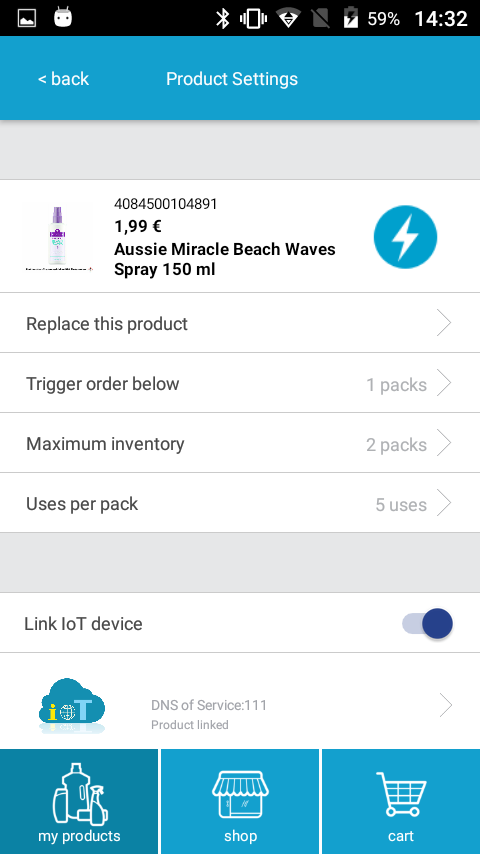 59% 14:32
< back Product Settings
4084500104891
1,99 €
Aussie Miracle Beach Waves
Spray 150 ml
Replace this product
Trigger order below 1 packs
Maximum inventory 2 packs
Uses per pack 5 uses
Link IoT device
ioT
DNS of Service:111
Product linked
my products shop cart